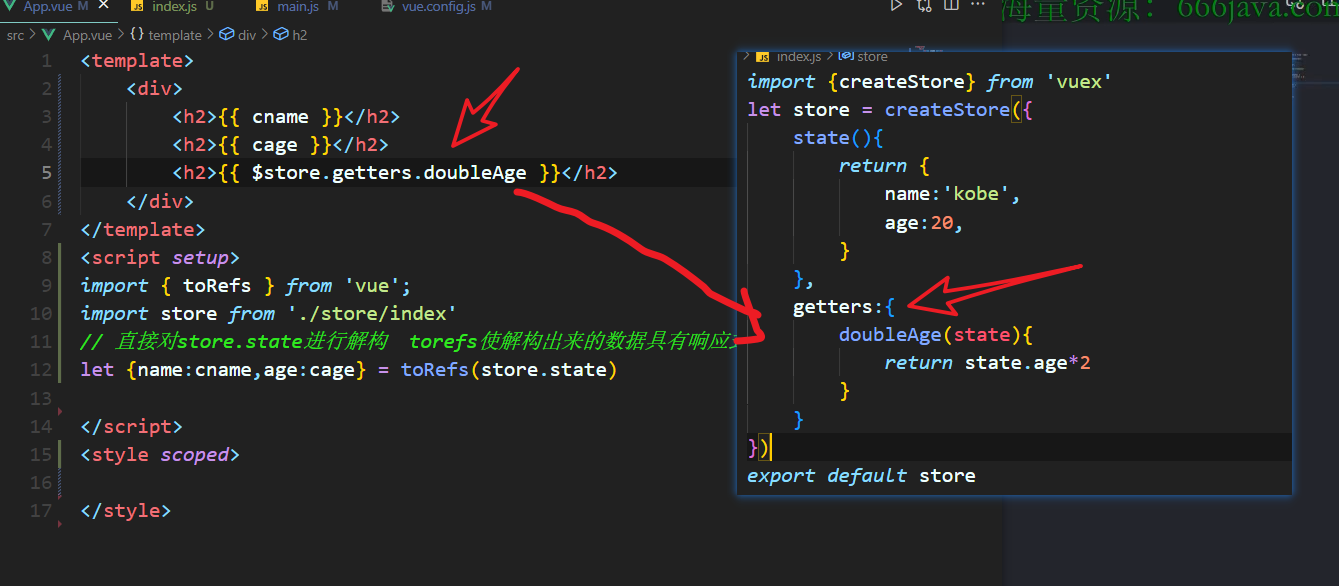 App.vue M index.js U main.js M vue.config.js M
海量资源：666java.com
src > App.vue > {} template > div > h2
1 <template>
2 <div>
3 <h2>{{ cname }}</h2>
4 <h2>{{ cage }}</h2>
5 <h2>{{ $store.getters.doubleAge }}</h2>
6 </div>
7 </template>
8 <script setup>
9 import { toRefs } from 'vue';
10 import store from './store/index'
11 // 直接对store.state进行解构 torefs使解构出来的数据具有响应
12 let {name:cname,age:cage} = toRefs(store.state)
13
14 </script>
15 <style scoped>
16
17 </style>
> index.js > store
import {createStore} from 'vuex'
let store = createStore({
state(){
return {
name:'kobe',
age:20,
}
},
getters:{
doubleAge(state){
return state.age*2
}
}
})
export default store